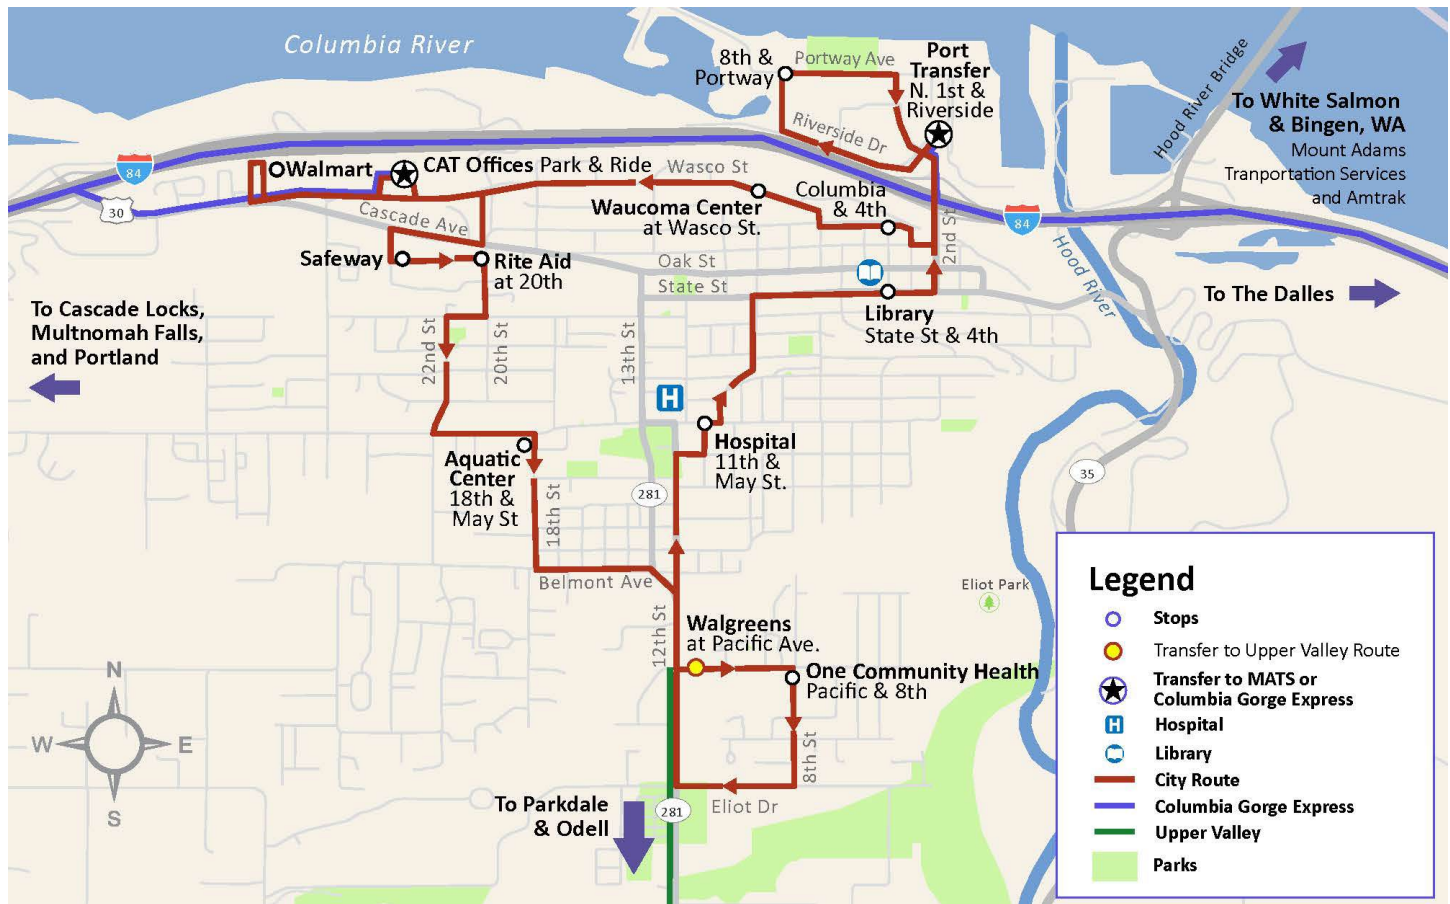 Columbia River
8th &
Portway
Portway Ave
Port
Transfer
N. 1st &
Riverside
Riverside Dr
Hood River Bridge
To White Salmon
& Bingen, WA
Mount Adams
Tranportation Services
and Amtrak
84
30
Walmart
CAT Offices Park & Ride
Wasco St
Cascade Ave
Waucoma Center
at Wasco St.
Columbia
& 4th
2nd St
84
Hood River
Safeway
Rite Aid
at 20th
Oak St
State St
Library
State St & 4th
To The Dalles
To Cascade Locks,
Multnomah Falls,
and Portland
22nd St
20th St
13th St
H
Hospital
11th &
May St.
Aquatic
Center
18th &
May St
18th St
281
35
Belmont Ave
Eliot Park
12th St
Walgreens
at Pacific Ave.
One Community Health
Pacific & 8th
8th St
Eliot Dr
281
To Parkdale
& Odell
N
W
E
S
Legend
Stops
Transfer to Upper Valley Route
Transfer to MATS or
Columbia Gorge Express
H
Hospital
Library
City Route
Columbia Gorge Express
Upper Valley
Parks